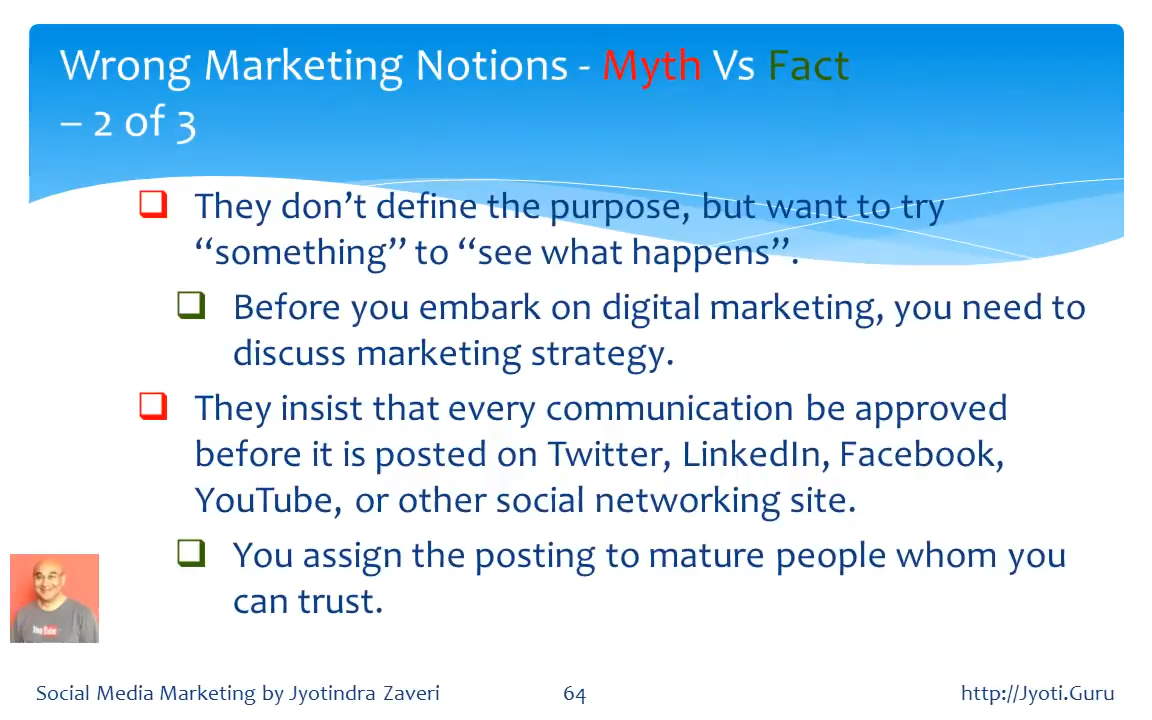 Wrong Marketing Notions - Myth Vs Fact
– 2 of 3
They don’t define the purpose, but want to try
“something” to “see what happens”.
Before you embark on digital marketing, you need to
discuss marketing strategy.
They insist that every communication be approved
before it is posted on Twitter, LinkedIn, Facebook,
YouTube, or other social networking site.
You assign the posting to mature people whom you
can trust.
YouTube
Social Media Marketing by Jyotindra Zaveri 64 http://Jyoti.Guru